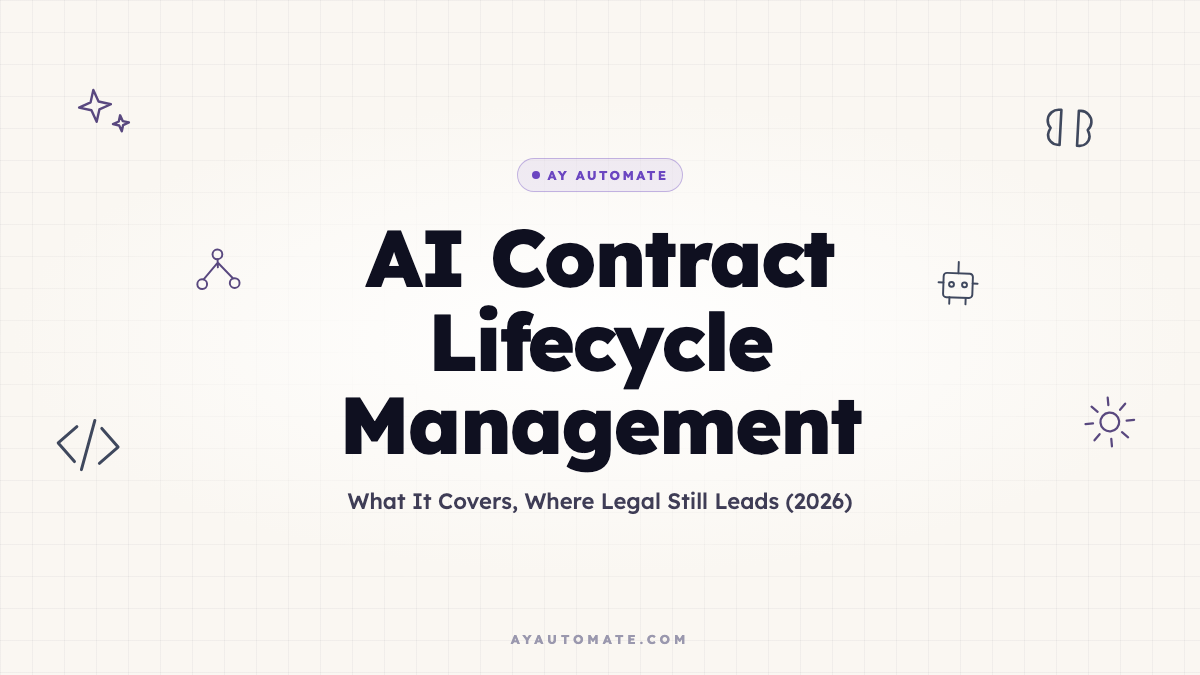 AY AUTOMATE
AI Contract
Lifecycle
Management
What It Covers, Where Legal Still Leads (2026)
AYAUTOMATE.COM